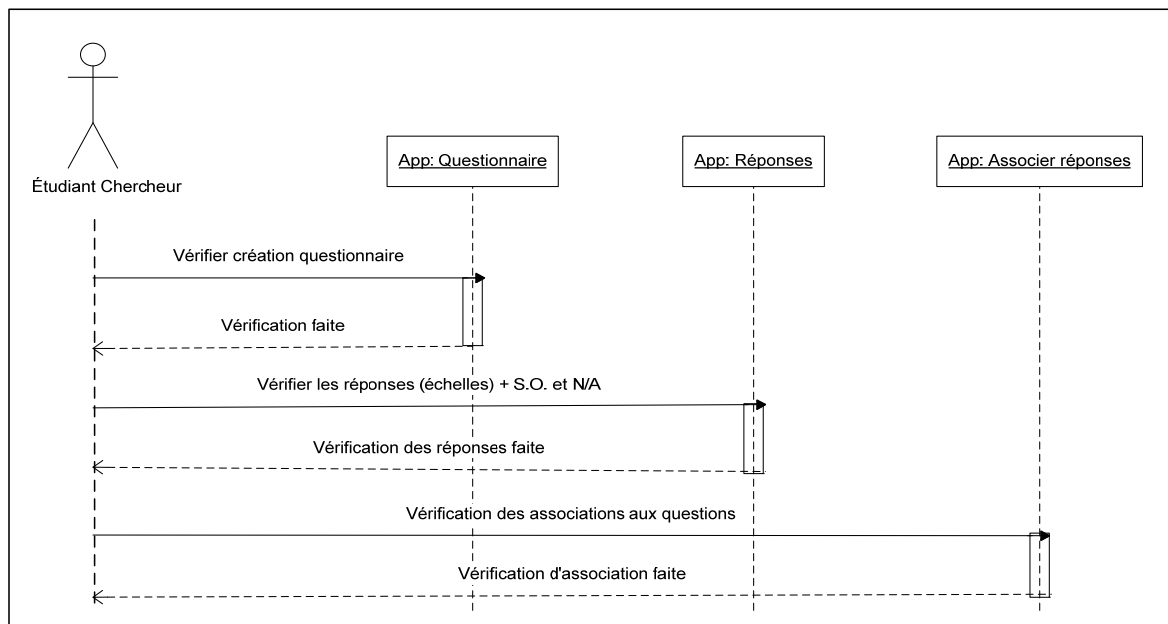 App: Questionnaire
App: Réponses
App: Associer réponses
Étudiant Chercheur
Vérifier création questionnaire
Vérification faite
Vérifier les réponses (échelles) + S.O. et N/A
Vérification des réponses faite
Vérification des associations aux questions
Vérification d'association faite